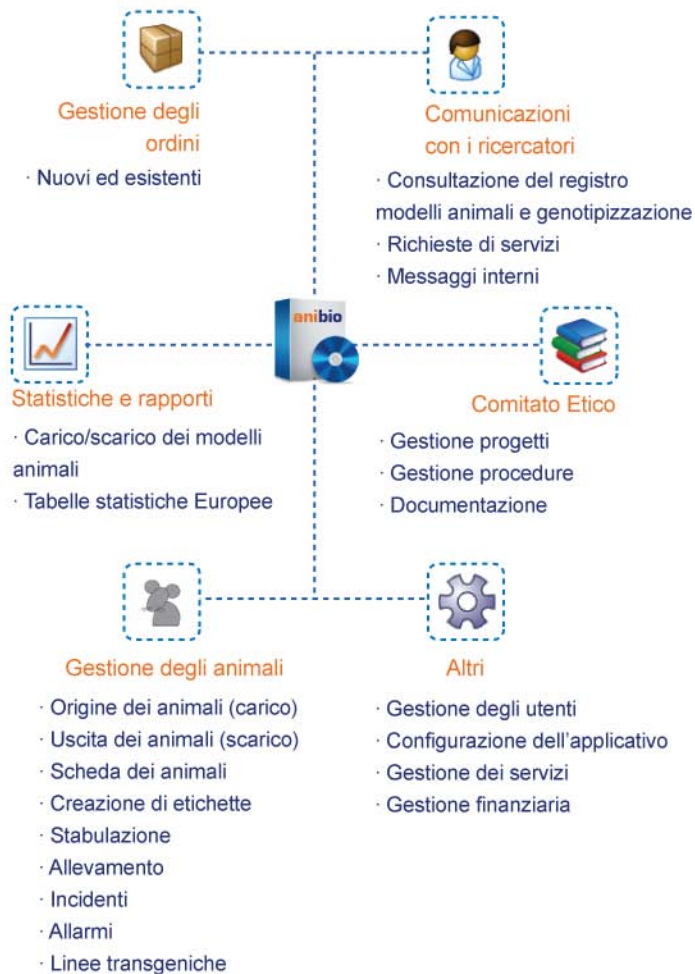 Gestione degli
ordini
· Nuovi ed esistenti
Comunicazioni
con i ricercatori
· Consultazione del registro
modelli animali e genotipizzazione
· Richieste di servizi
· Messaggi interni
anibio
Statistiche e rapporti
· Carico/scarico dei modelli
animali
· Tabelle statistiche Europee
Comitato Etico
· Gestione progetti
· Gestione procedure
· Documentazione
Gestione degli animali
· Origine dei animali (carico)
· Uscita dei animali (scarico)
· Scheda dei animali
· Creazione di etichette
· Stabulazione
· Allevamento
· Incidenti
· Allarmi
· Linee transgeniche
Altri
· Gestione degli utenti
· Configurazione dell'applicativo
· Gestione dei servizi
· Gestione finanziaria